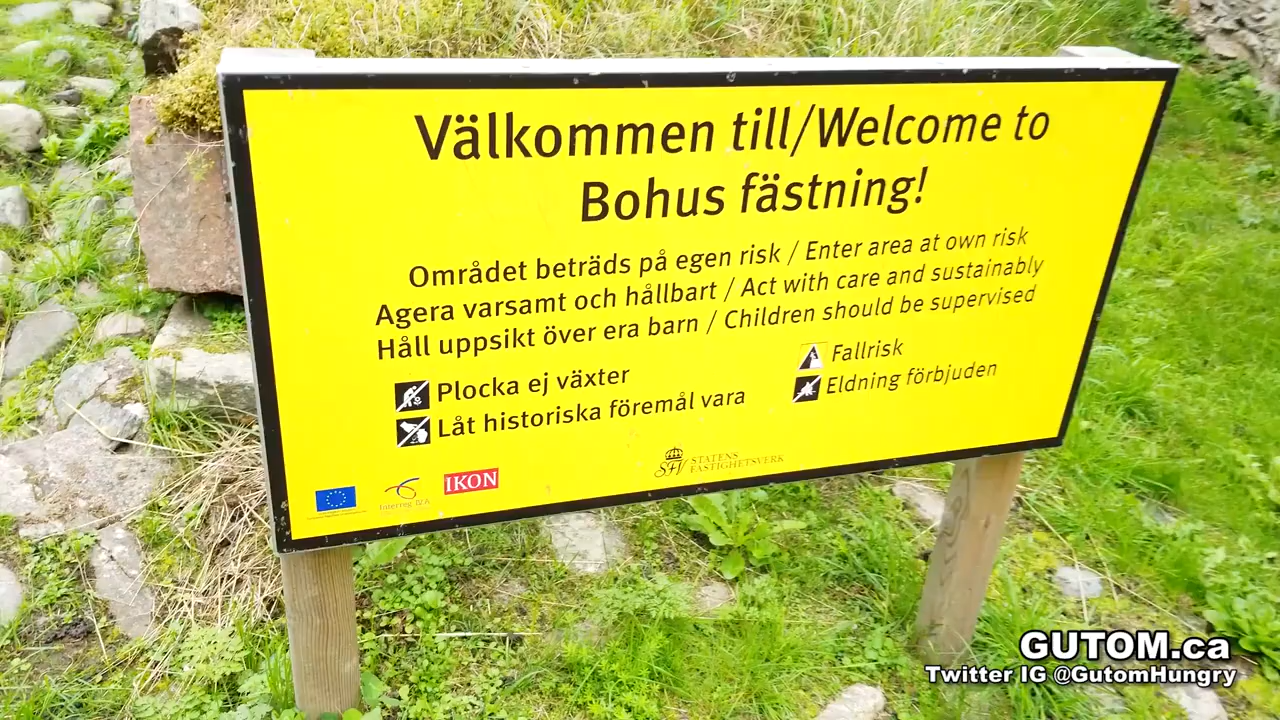 Välkommen till/Welcome to
Bohus fästning!
Området beträds på egen risk / Enter area at own risk
Agera varsamt och hållbart / Act with care and sustainably
Håll uppsikt över era barn / Children should be supervised
Plocka ej växter
Låt historiska föremål vara
Fallrisk
Eldning förbjuden
Interreg IV A
IKON
SFV STATENS
FASTIGHETSVERK
GUTOM.ca
Twitter IG @GutomHungry